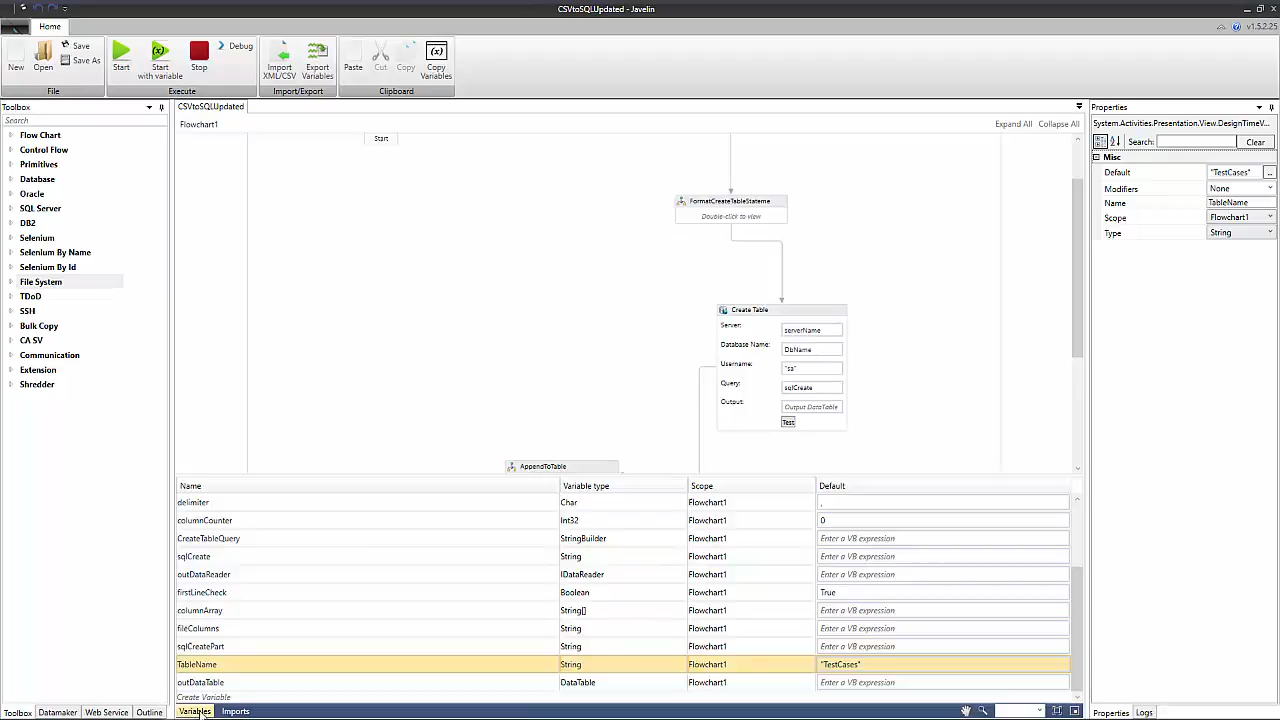 CSVtoSQLUpdated - Javelin
Home
v1.5.2.25
New
Open
Save
Save As
Start
Start with variable
Stop
Debug
Import XML/CSV
Export Variables
Paste
Cut
Copy
Copy Variables
File
Execute
Import/Export
Clipboard
Toolbox
Search
Flow Chart
Control Flow
Primitives
Database
Oracle
SQL Server
DB2
Selenium
Selenium By Name
Selenium By Id
File System
TDoD
SSH
Bulk Copy
CA SV
Communication
Extension
Shredder
Toolbox Datamaker Web Service Outline
CSVtoSQLUpdated
Flowchart1
Expand All Collapse All
Start
FormatCreateTableStateme
Double-click to view
Create Table
Server: serverName
Database Name: DbName
Username: "sa"
Query: sqlCreate
Output: Output DataTable
Test
AppendToTable
Name Variable type Scope Default
delimiter Char Flowchart1 ,
columnCounter Int32 Flowchart1 0
CreateTableQuery StringBuilder Flowchart1 Enter a VB expression
sqlCreate String Flowchart1 Enter a VB expression
outDataReader IDataReader Flowchart1 Enter a VB expression
firstLineCheck Boolean Flowchart1 True
columnArray String[] Flowchart1 Enter a VB expression
fileColumns String Flowchart1 Enter a VB expression
sqlCreatePart String Flowchart1 Enter a VB expression
TableName String Flowchart1 "TestCases"
outDataTable DataTable Flowchart1 Enter a VB expression
Create Variable
Variables Imports
Properties
System.Activities.Presentation.View.DesignTimeV...
Search: Clear
Misc
Default "TestCases" ...
Modifiers None
Name TableName
Scope Flowchart1
Type String
Properties Logs